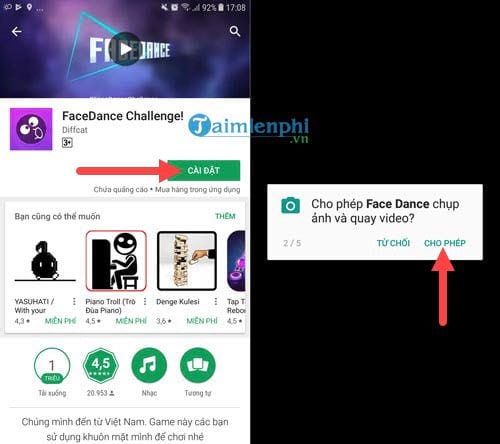 91%
17:08
FACEDANCE
FaceDance Challenge!
Diffcat
3+
CÀI ĐẶT
Chứa quảng cáo • Mua hàng trong ứng dụng
Bạn cũng có thể muốn
THÊM
YASUHATI / With your
4,3★ MIỄN PHÍ
Piano Troll (Trò Đùa Piano)
4,5★ MIỄN PHÍ
Denge Kulesi
3,6★ MIỄN PHÍ
Tap T
Rebor
4,5★
1
TRIỆU
Tải xuống
4,5
20.953
Nhạc
Tương tự
Chúng mình đến từ Việt Nam. Game này các bạn
sử dụng khuôn mặt mình để chơi nhé
Taimienphi
.vn
Cho phép Face Dance chụp
ảnh và quay video?
2 / 5
TỪ CHỐI
CHO PHÉP